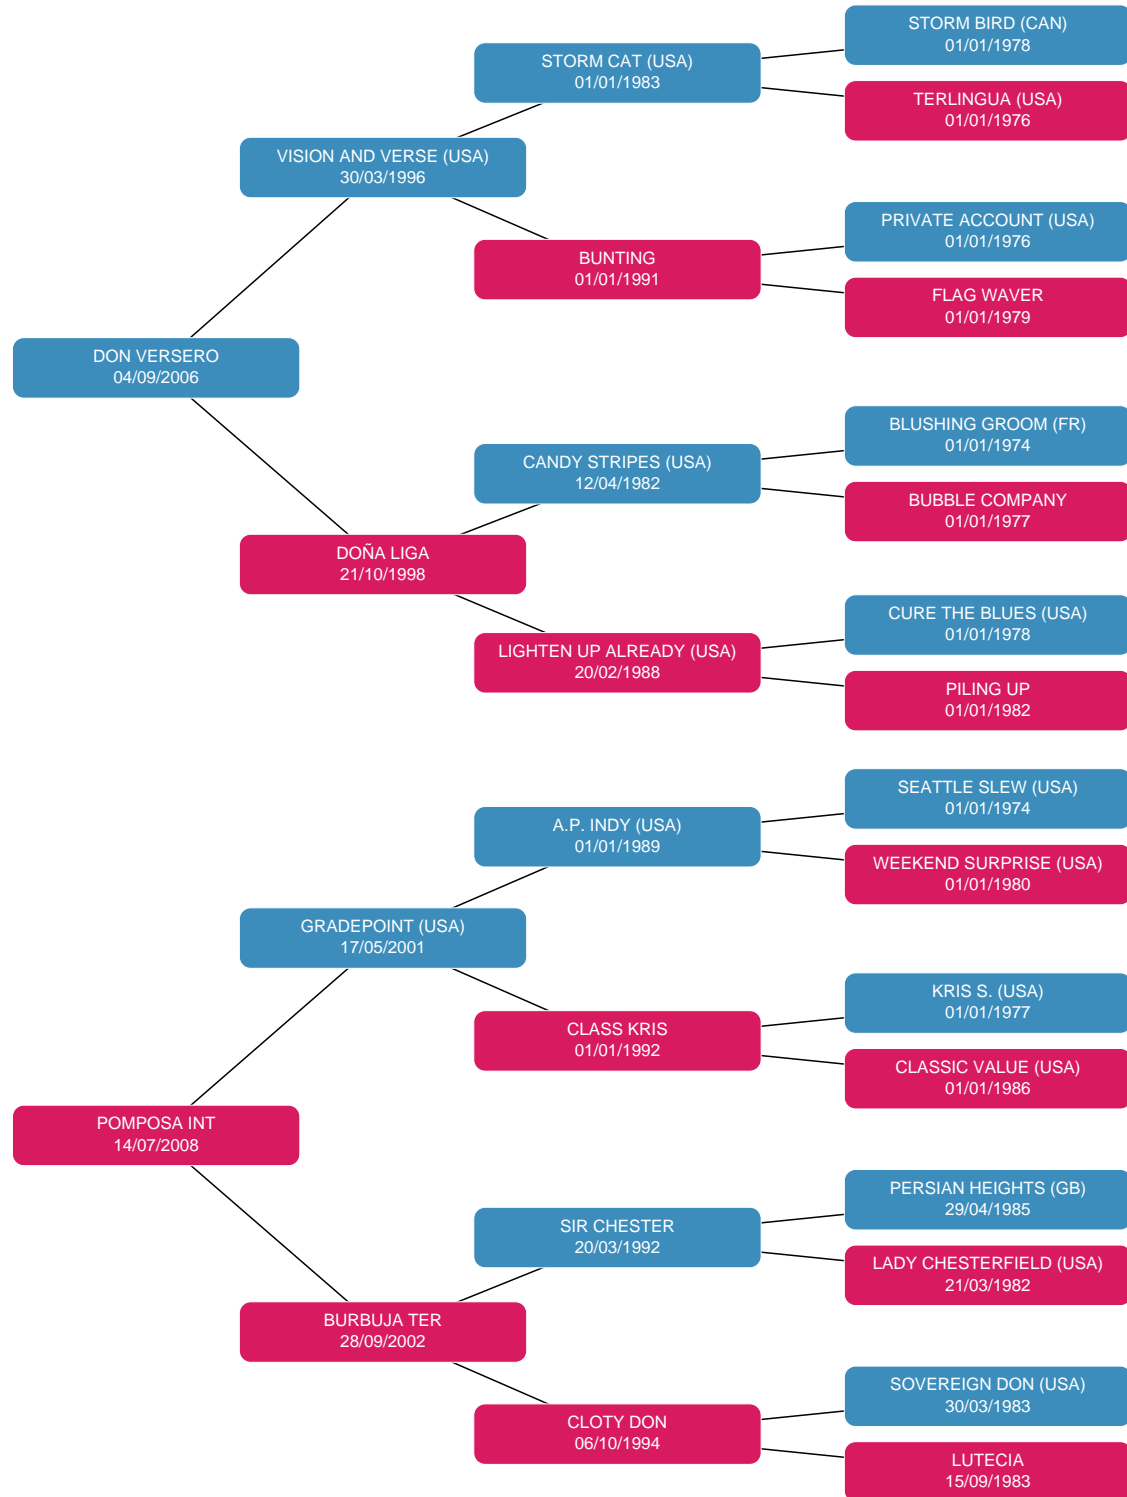 STORM BIRD (CAN)
01/01/1978
STORM CAT (USA)
01/01/1983
TERLINGUA (USA)
01/01/1976
VISION AND VERSE (USA)
30/03/1996
PRIVATE ACCOUNT (USA)
01/01/1976
BUNTING
01/01/1991
FLAG WAVER
01/01/1979
DON VERSERO
04/09/2006
BLUSHING GROOM (FR)
01/01/1974
CANDY STRIPES (USA)
12/04/1982
BUBBLE COMPANY
01/01/1977
DOÑA LIGA
21/10/1998
CURE THE BLUES (USA)
01/01/1978
LIGHTEN UP ALREADY (USA)
20/02/1988
PILING UP
01/01/1982
SEATTLE SLEW (USA)
01/01/1974
A.P. INDY (USA)
01/01/1989
WEEKEND SURPRISE (USA)
01/01/1980
GRADEPOINT (USA)
17/05/2001
KRIS S. (USA)
01/01/1977
CLASS KRIS
01/01/1992
CLASSIC VALUE (USA)
01/01/1986
POMPOSA INT
14/07/2008
PERSIAN HEIGHTS (GB)
29/04/1985
SIR CHESTER
20/03/1992
LADY CHESTERFIELD (USA)
21/03/1982
BURBUJA TER
28/09/2002
SOVEREIGN DON (USA)
30/03/1983
CLOTY DON
06/10/1994
LUTECIA
15/09/1983